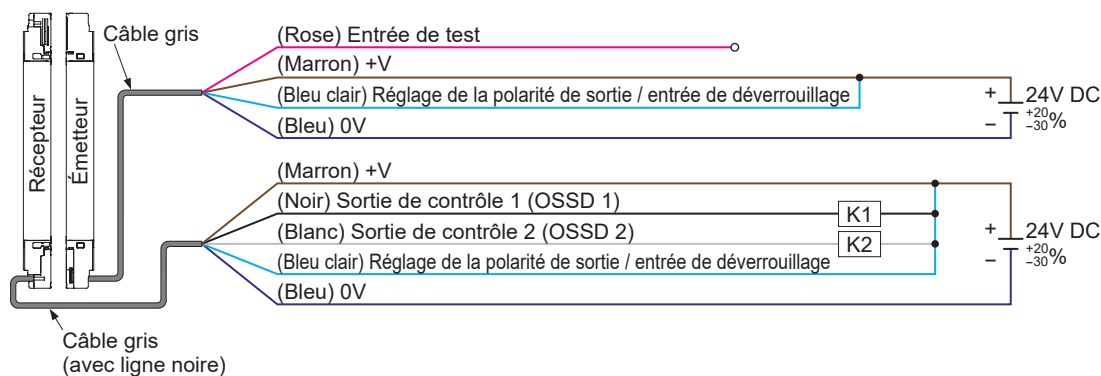 Câble gris
Récepteur
Émetteur
(Rose) Entrée de test
(Marron) +V
(Bleu clair) Réglage de la polarité de sortie / entrée de déverrouillage
(Bleu) 0V
+
24V DC
+20
–30 %
–
(Marron) +V
(Noir) Sortie de contrôle 1 (OSSD 1)
K1
(Blanc) Sortie de contrôle 2 (OSSD 2)
K2
(Bleu clair) Réglage de la polarité de sortie / entrée de déverrouillage
(Bleu) 0V
+
24V DC
+20
–30 %
–
Câble gris
(avec ligne noire)